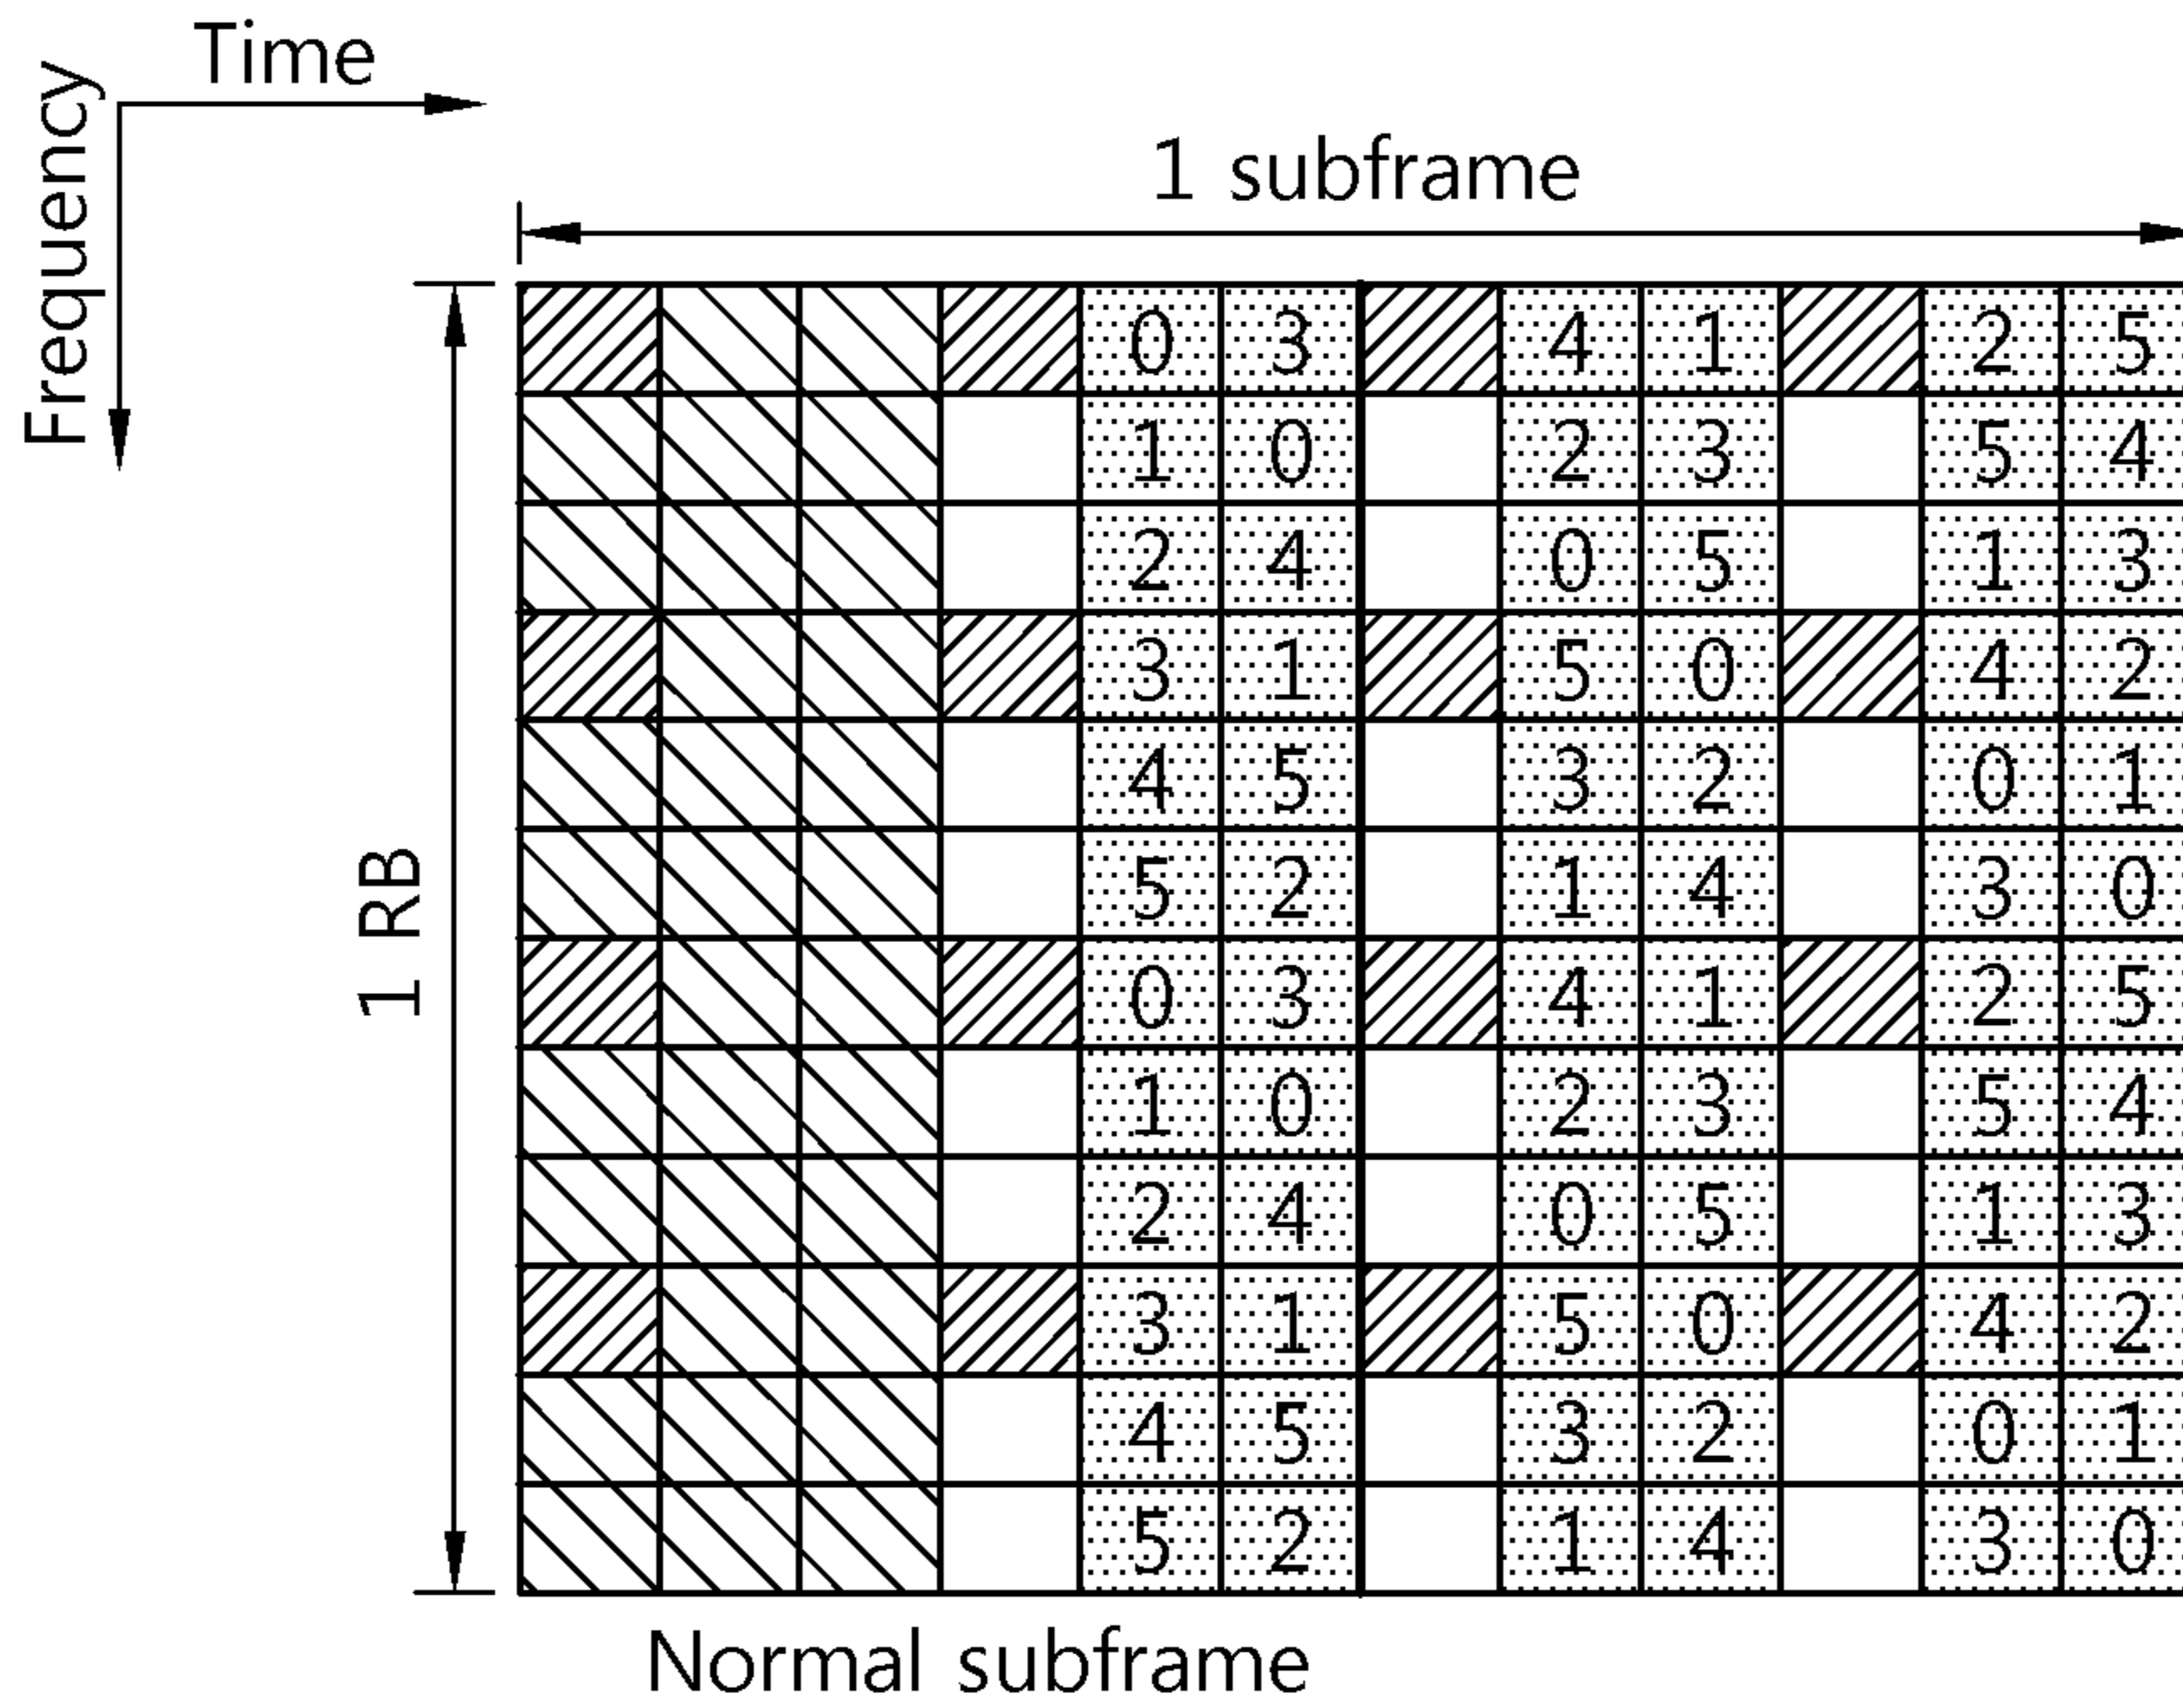 Time
Frequency
1 subframe
1 RB
0 3 4 1 2 5
1 0 2 3 5 4
2 4 0 5 1 3
3 1 5 0 4 2
4 5 3 2 0 1
5 2 1 4 3 0
0 3 4 1 2 5
1 0 2 3 5 4
2 4 0 5 1 3
3 1 5 0 4 2
4 5 3 2 0 1
5 2 1 4 3 0
Normal subframe